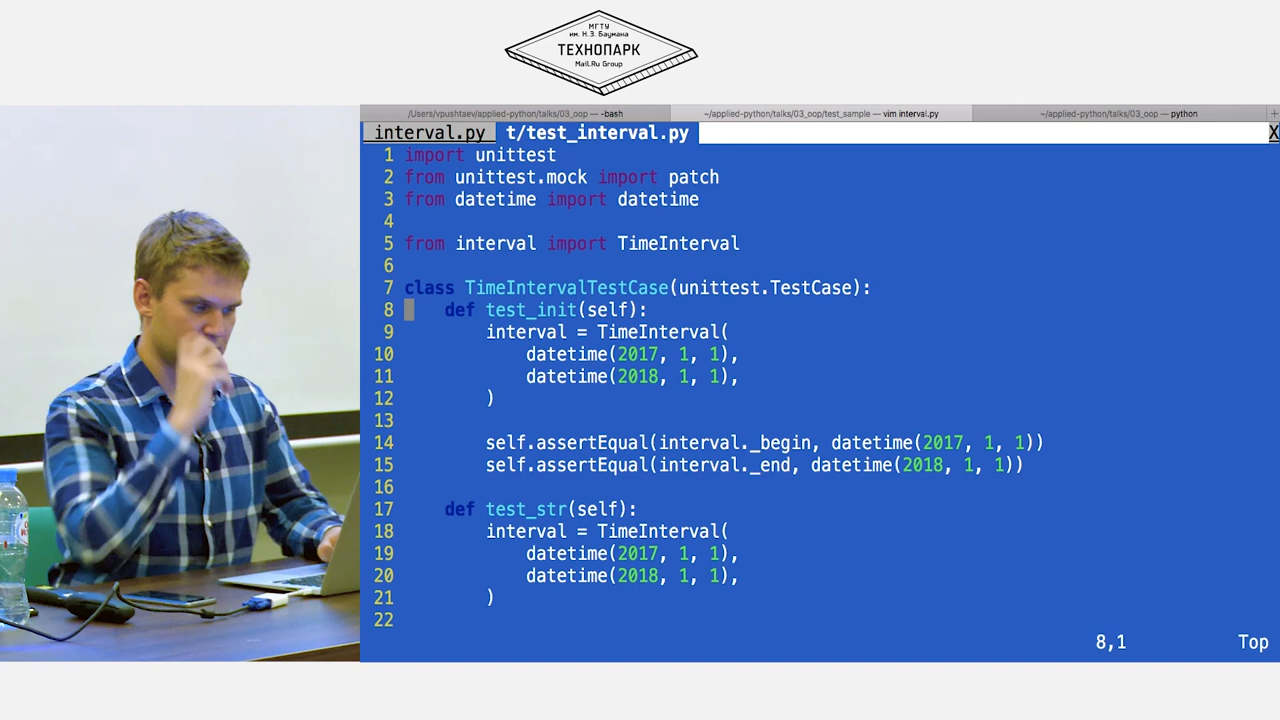 МГТУ
им. Н.Э. Баумана
ТЕХНОПАРК
Mail.Ru Group
/Users/vpushtaev/applied-python/talks/03_oop — -bash
~/applied-python/talks/03_oop/test_sample — vim interval.py
~/applied-python/talks/03_oop — python
+
interval.py t/test_interval.py X
1 import unittest
2 from unittest.mock import patch
3 from datetime import datetime
4
5 from interval import TimeInterval
6
7 class TimeIntervalTestCase(unittest.TestCase):
8     def test_init(self):
9         interval = TimeInterval(
10             datetime(2017, 1, 1),
11             datetime(2018, 1, 1),
12         )
13
14         self.assertEqual(interval._begin, datetime(2017, 1, 1))
15         self.assertEqual(interval._end, datetime(2018, 1, 1))
16
17     def test_str(self):
18         interval = TimeInterval(
19             datetime(2017, 1, 1),
20             datetime(2018, 1, 1),
21         )
22
8,1 Top